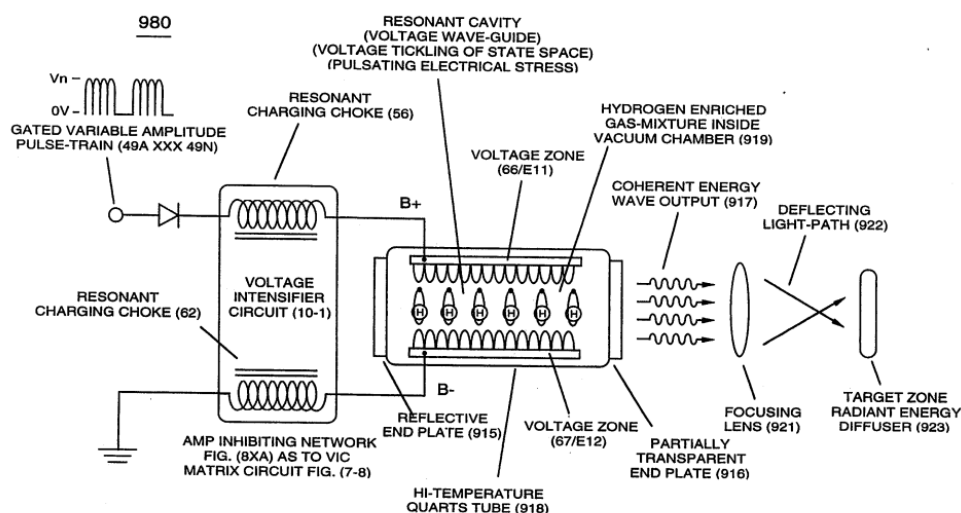 980
Vn
0V
GATED VARIABLE AMPLITUDE
PULSE-TRAIN (49A XXX 49N)
RESONANT
CHARGING CHOKE (56)
RESONANT CAVITY
(VOLTAGE WAVE-GUIDE)
(VOLTAGE TICKLING OF STATE SPACE)
(PULSATING ELECTRICAL STRESS)
HYDROGEN ENRICHED
GAS-MIXTURE INSIDE
VACUUM CHAMBER (919)
VOLTAGE ZONE
(66/E11)
COHERENT ENERGY
WAVE OUTPUT (917)
DEFLECTING
LIGHT-PATH (922)
B+
RESONANT
CHARGING CHOKE (62)
VOLTAGE
INTENSIFIER
CIRCUIT (10-1)
H H H H H H
B-
AMP INHIBITING NETWORK
FIG. (8XA) AS TO VIC
MATRIX CIRCUIT FIG. (7-8)
REFLECTIVE
END PLATE (915)
VOLTAGE ZONE
(67/E12)
HI-TEMPERATURE
QUARTS TUBE (918)
PARTIALLY
TRANSPARENT
END PLATE (916)
FOCUSING
LENS (921)
TARGET ZONE
RADIANT ENERGY
DIFFUSER (923)